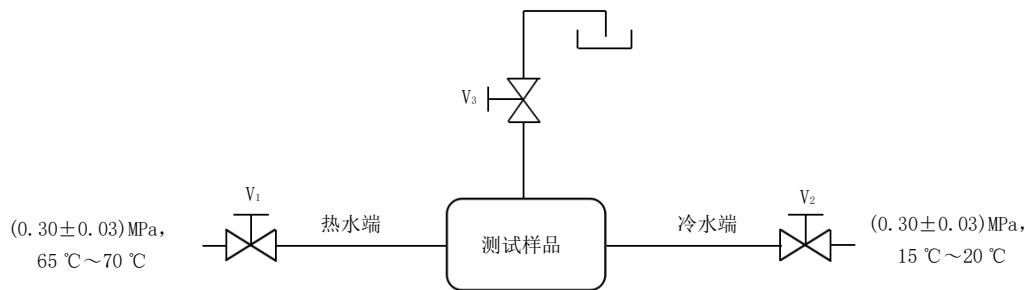 V₃
V₁
V₂
(0.30±0.03)MPa,
65 ℃～70 ℃
热水端
测试样品
冷水端
(0.30±0.03)MPa,
15 ℃～20 ℃